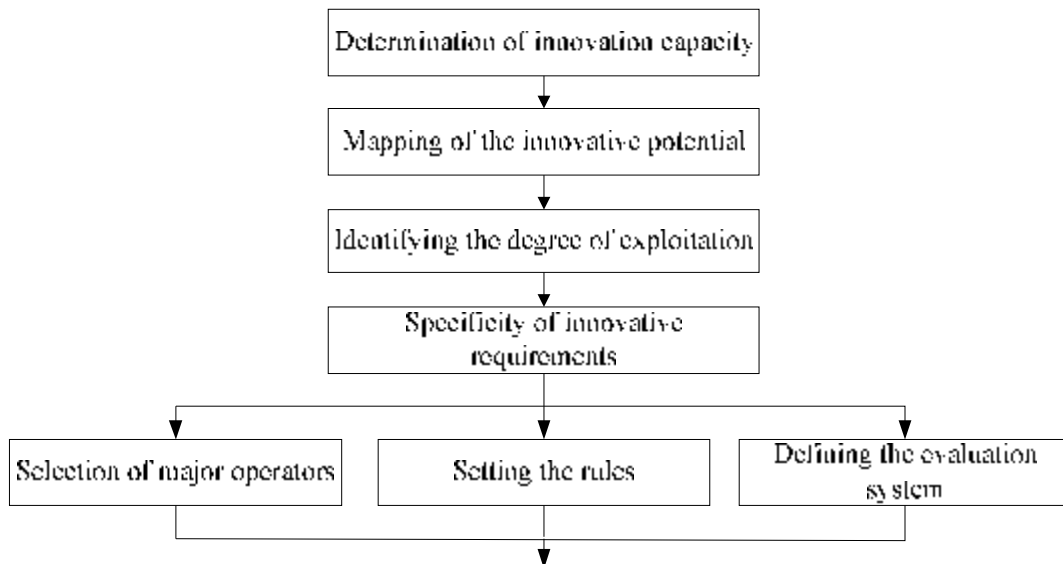 Determination of innovation capacity
Mapping of the innovative potential
Identifying the degree of exploitation
Specificity of innovative
requirements
Selection of major operators
Setting the rules
Defining the evaluation
system